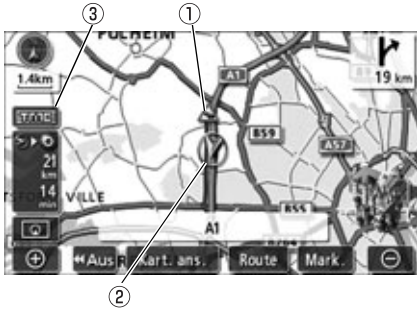 ③
①
PULHEIM
1.4km
A1
19 km
TMC
B59
A57
21
km
14
min
VILLE
B55
A1
Aus
Kart. ans.
Route
Mark.
②